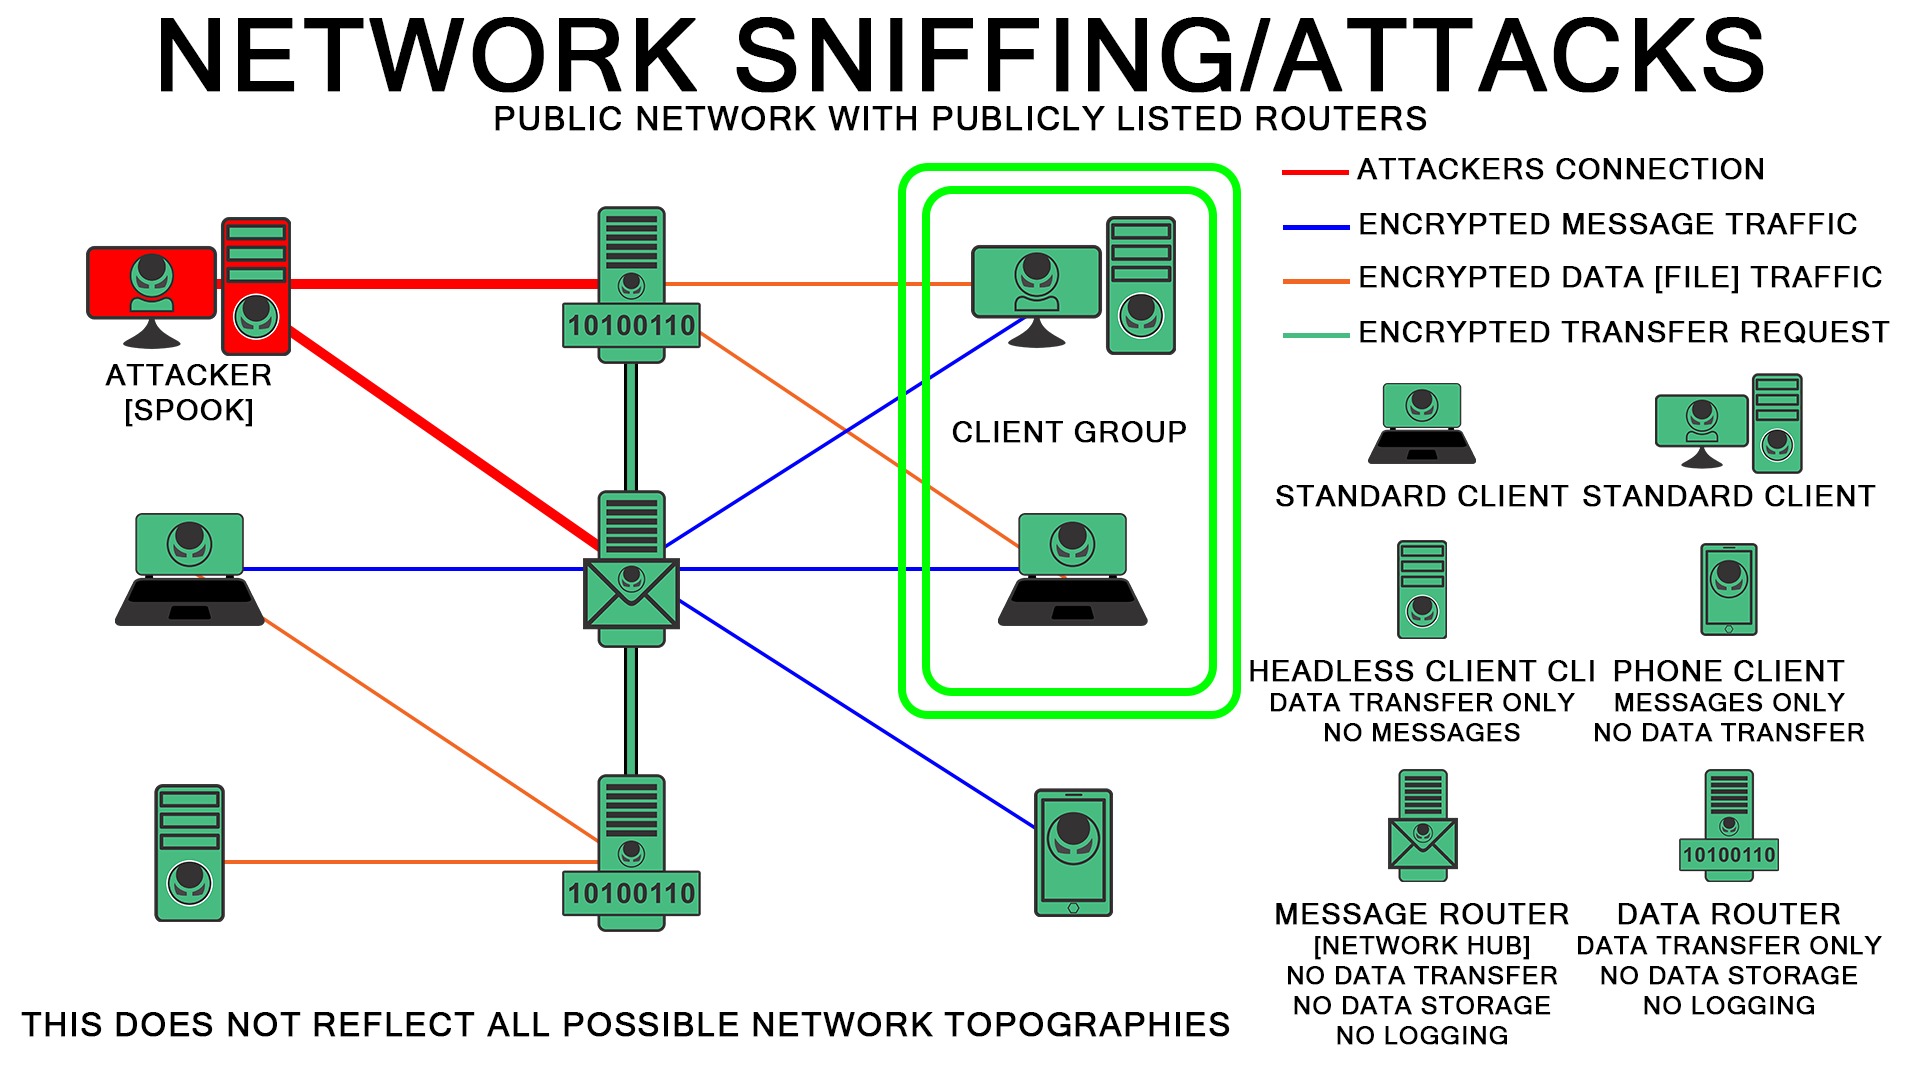 NETWORK SNIFFING/ATTACKS
PUBLIC NETWORK WITH PUBLICLY LISTED ROUTERS
ATTACKERS CONNECTION
ENCRYPTED MESSAGE TRAFFIC
ENCRYPTED DATA [FILE] TRAFFIC
ENCRYPTED TRANSFER REQUEST
10100110
ATTACKER
[SPOOK]
CLIENT GROUP
STANDARD CLIENT
STANDARD CLIENT
HEADLESS CLIENT CLI
DATA TRANSFER ONLY
NO MESSAGES
PHONE CLIENT
MESSAGES ONLY
NO DATA TRANSFER
10100110
10100110
MESSAGE ROUTER
[NETWORK HUB]
NO DATA TRANSFER
NO DATA STORAGE
NO LOGGING
DATA ROUTER
DATA TRANSFER ONLY
NO DATA STORAGE
NO LOGGING
THIS DOES NOT REFLECT ALL POSSIBLE NETWORK TOPOGRAPHIES